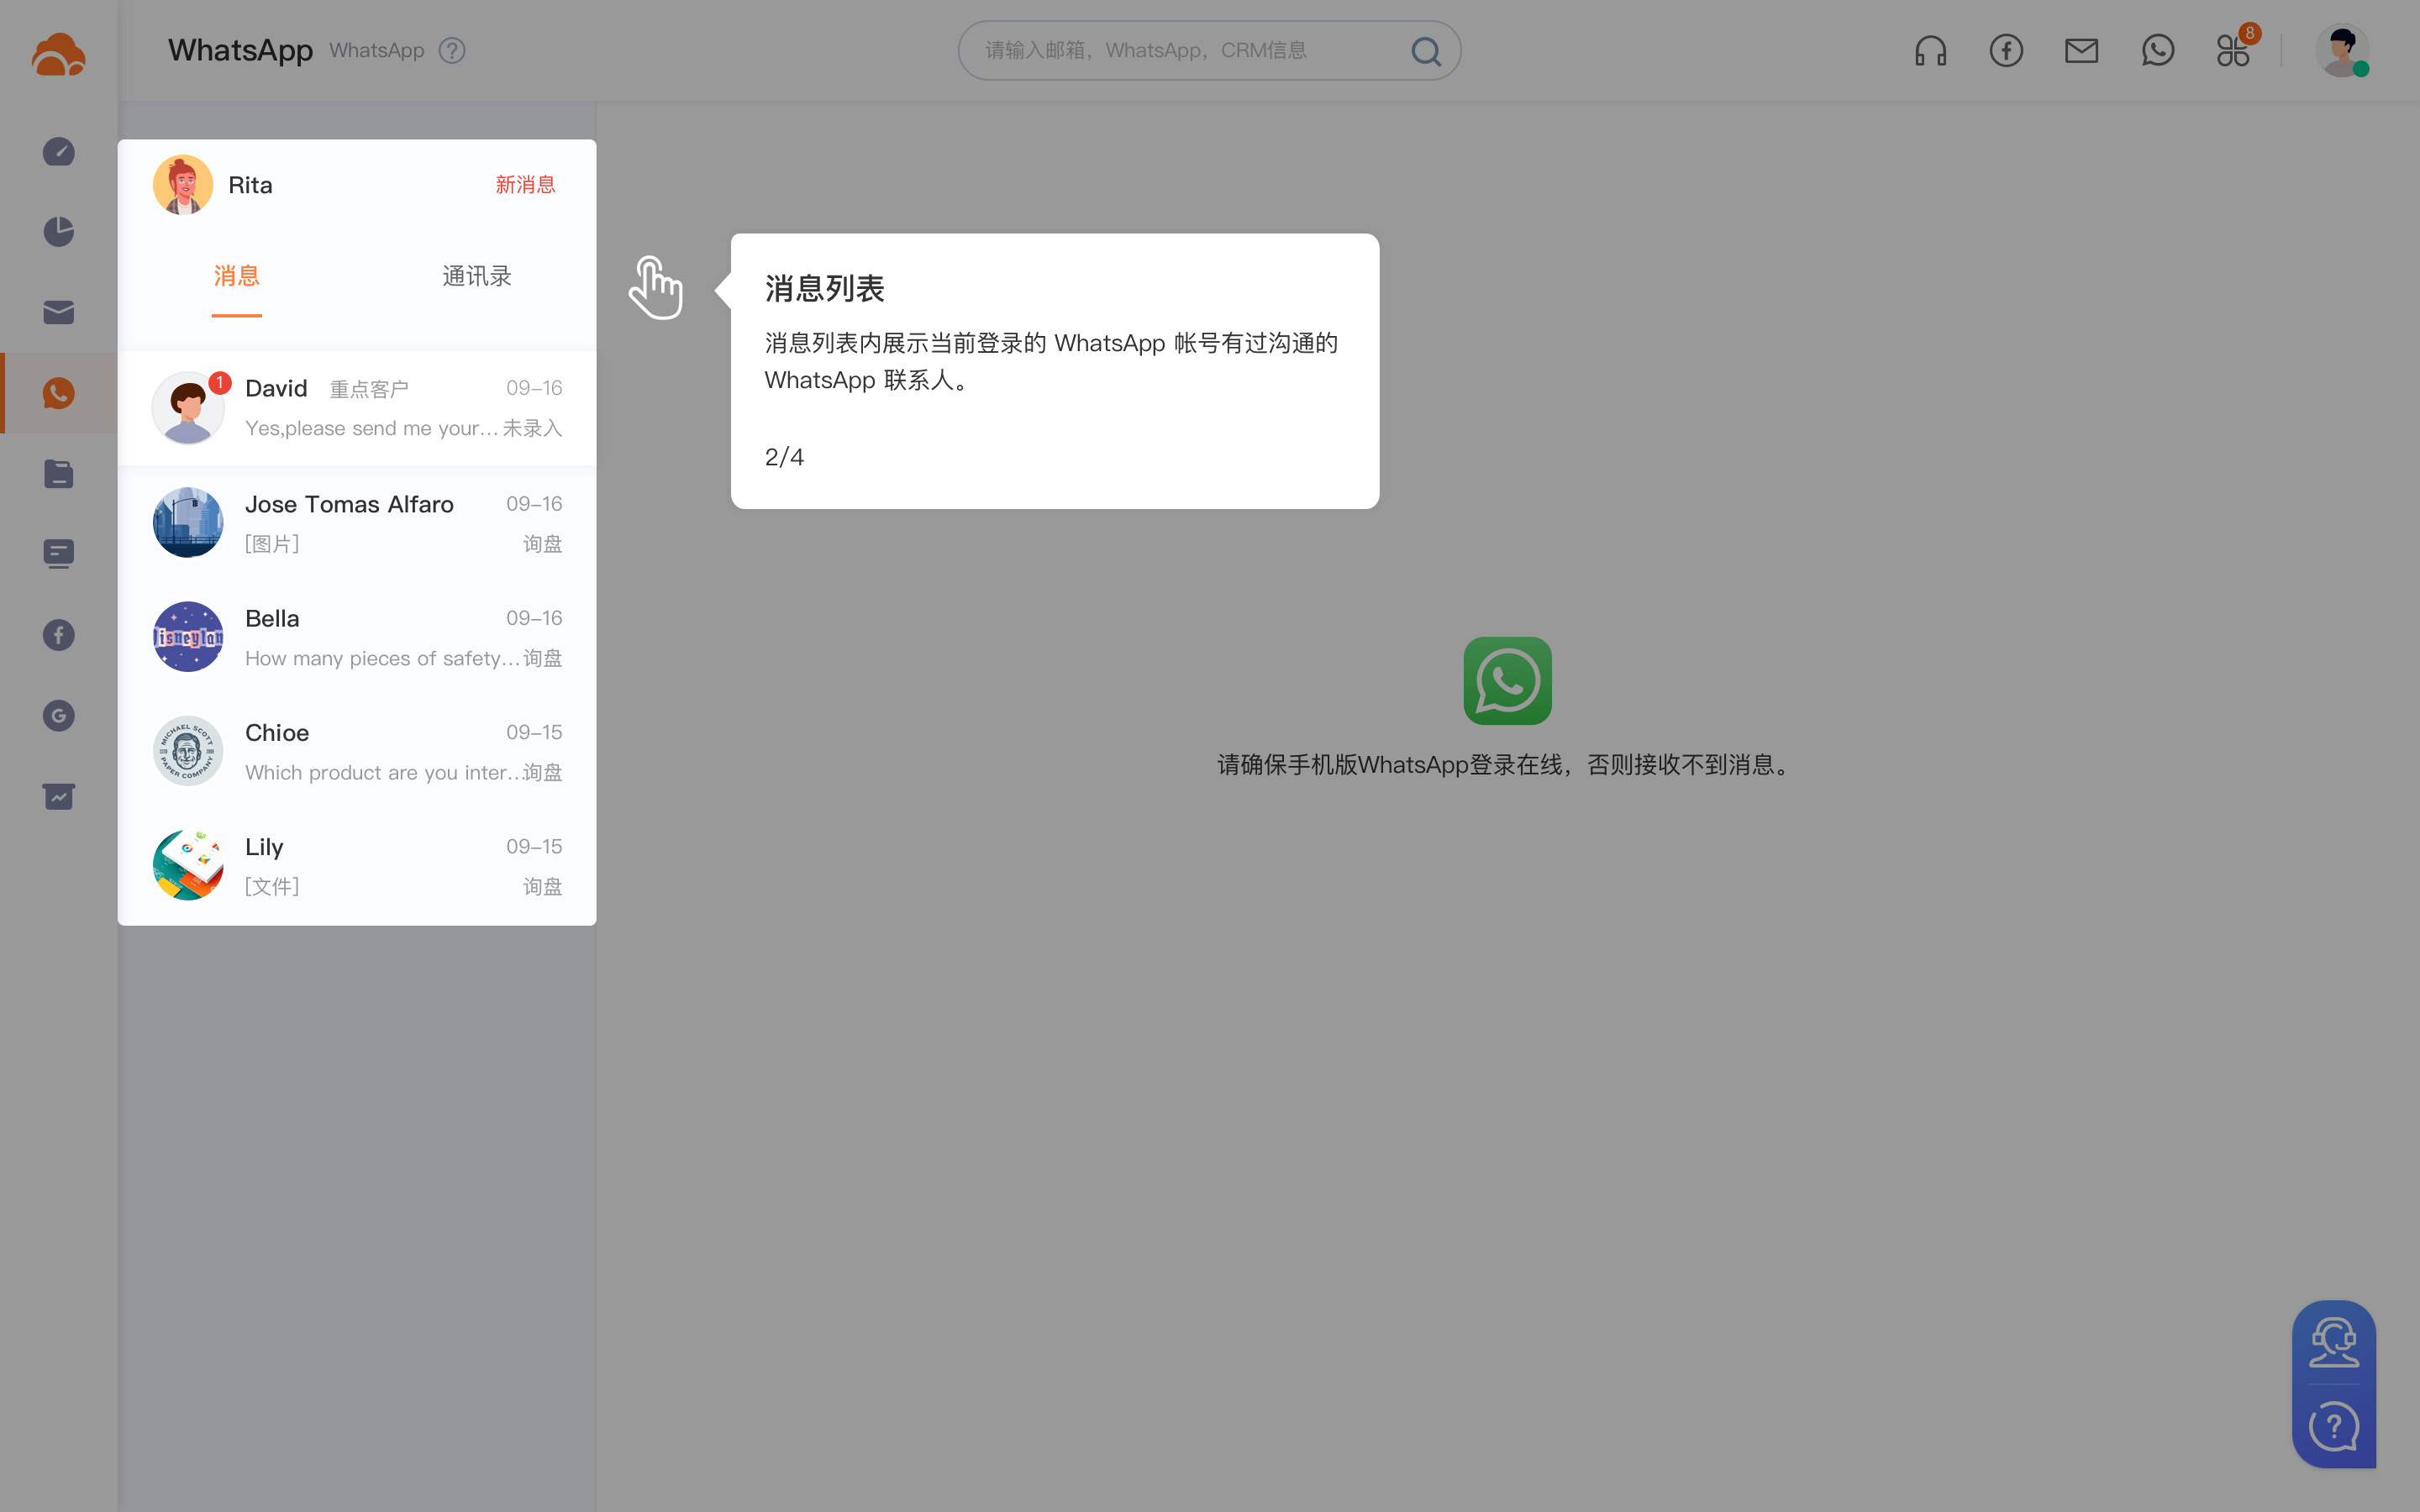 WhatsApp WhatsApp
请输入邮箱，WhatsApp，CRM信息
8
Rita 新消息
消息 通讯录
1
David 重点客户 09-16
Yes,please send me your... 未录入
Jose Tomas Alfaro 09-16
[图片] 询盘
Bella 09-16
How many pieces of safety... 询盘
Chioe 09-15
Which product are you inter... 询盘
Lily 09-15
[文件] 询盘
isneylan
MICHAEL SCOTT
PAPER COMPANY
消息列表
消息列表内展示当前登录的 WhatsApp 帐号有过沟通的
WhatsApp 联系人。
2/4
请确保手机版WhatsApp登录在线，否则接收不到消息。